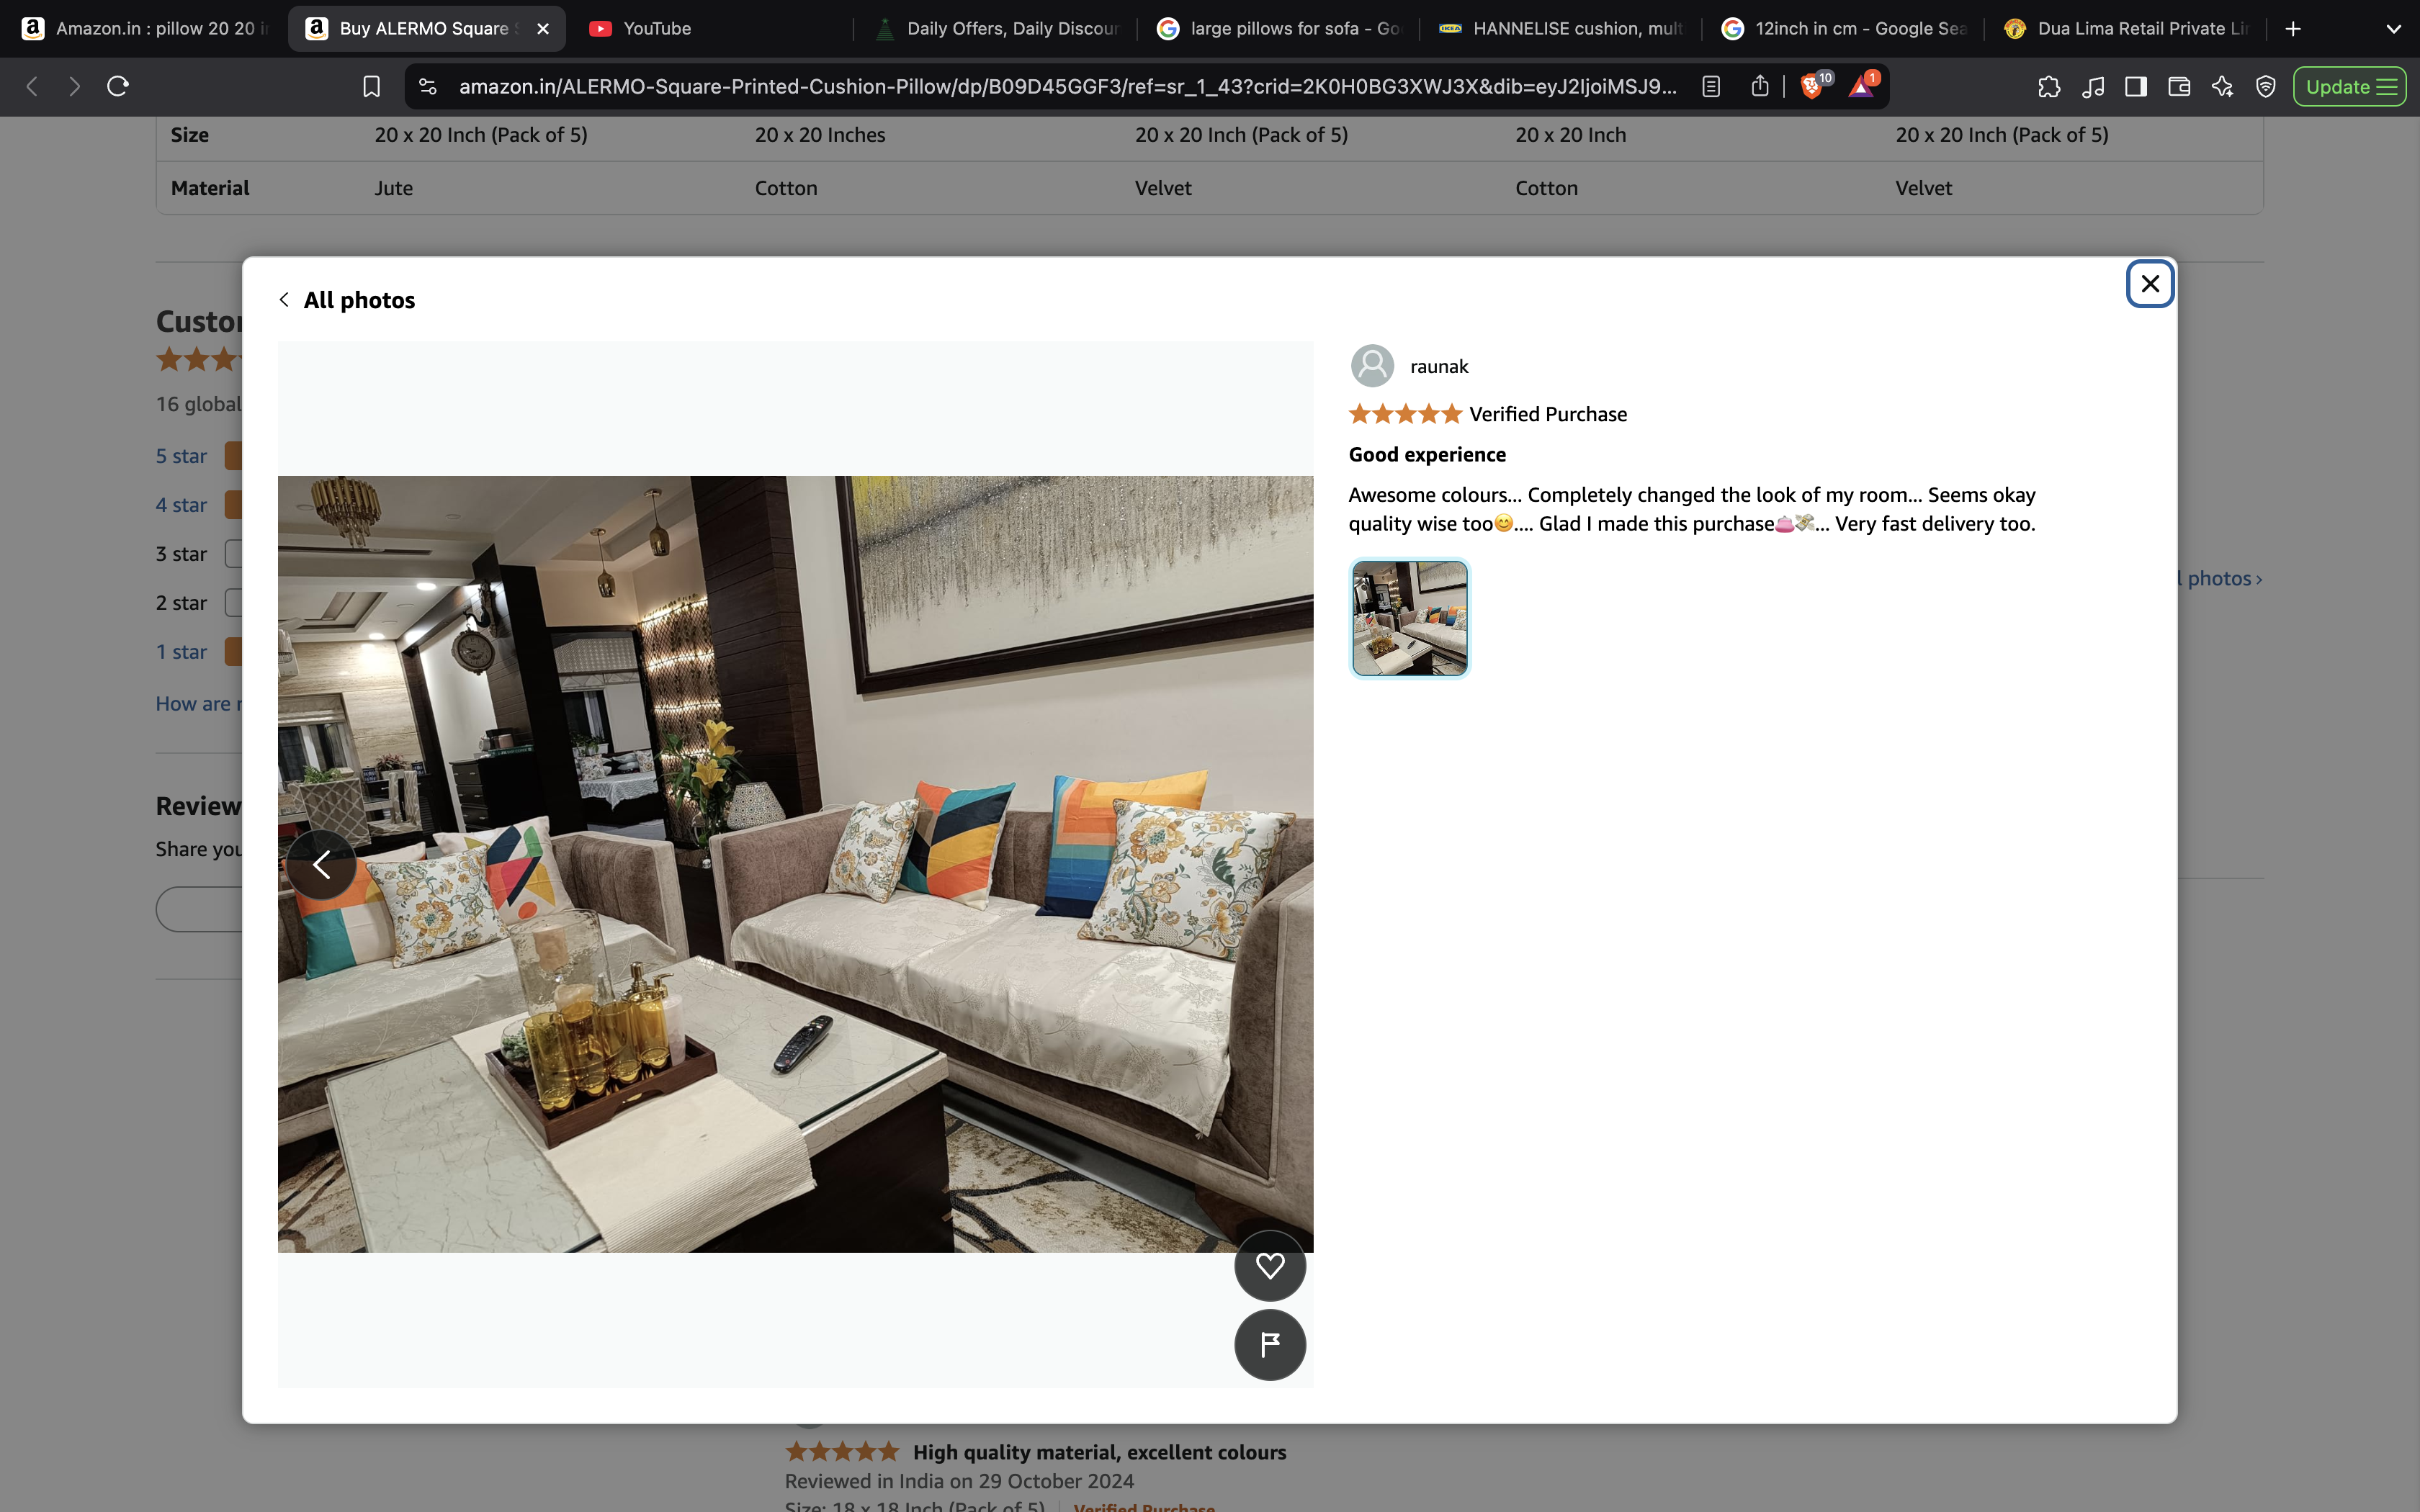 Amazon.in : pillow 20 20 i
Buy ALERMO Square
YouTube
Daily Offers, Daily Discoun
large pillows for sofa - Go
IKEA
HANNELISE cushion, mult
12inch in cm - Google Sea
Dua Lima Retail Private Li
amazon.in/ALERMO-Square-Printed-Cushion-Pillow/dp/B09D45GGF3/ref=sr_1_43?crid=2K0H0BG3XWJ3X&dib=eyJ2IjoiMSJ9...
10
1
Update
Size 20 x 20 Inch (Pack of 5) 20 x 20 Inches 20 x 20 Inch (Pack of 5) 20 x 20 Inch 20 x 20 Inch (Pack of 5)
Material Jute Cotton Velvet Cotton Velvet
All photos
Custo
16 global
5 star
4 star
3 star
2 star
1 star
How are r
Review
Share you
raunak
Verified Purchase
Good experience
Awesome colours... Completely changed the look of my room... Seems okay
quality wise too😊.... Glad I made this purchase👛💸... Very fast delivery too.
l photos ›
High quality material, excellent colours
Reviewed in India on 29 October 2024
Size: 18 x 18 Inch (Pack of 5) | Verified Purchase